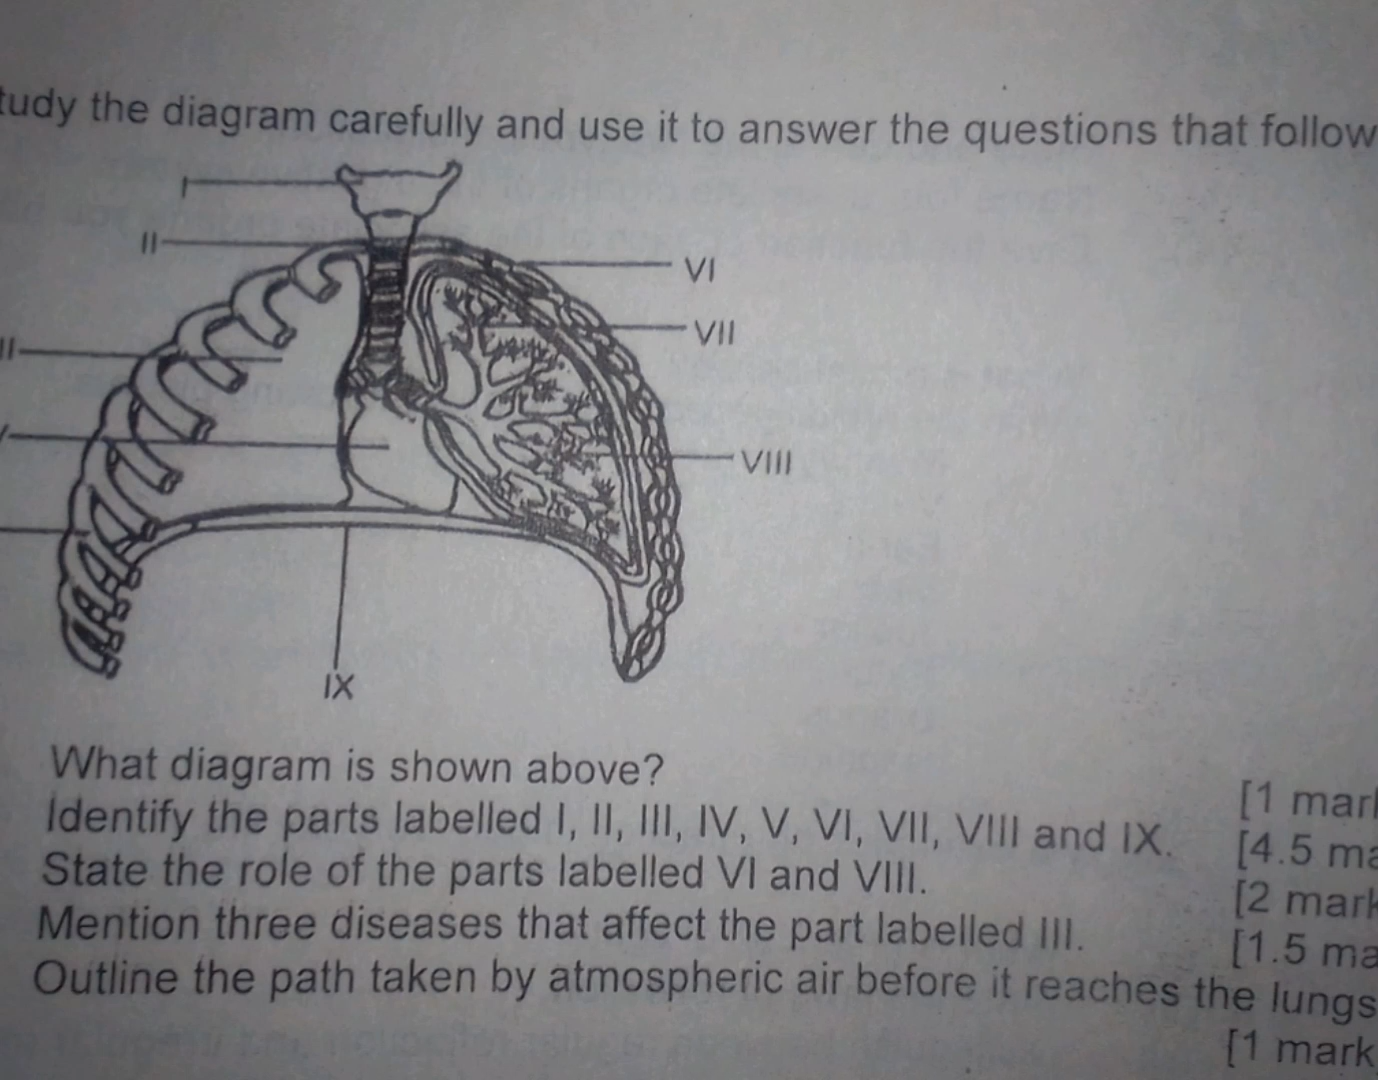 tudy the diagram carefully and use it to answer the questions that follow
I
II
VI
II
VII
V
VIII
IX
What diagram is shown above?
[1 mark
Identify the parts labelled I, II, III, IV, V, VI, VII, VIII and IX.
[4.5 ma
State the role of the parts labelled VI and VIII.
[2 mark
Mention three diseases that affect the part labelled III.
[1.5 ma
Outline the path taken by atmospheric air before it reaches the lungs
[1 mark